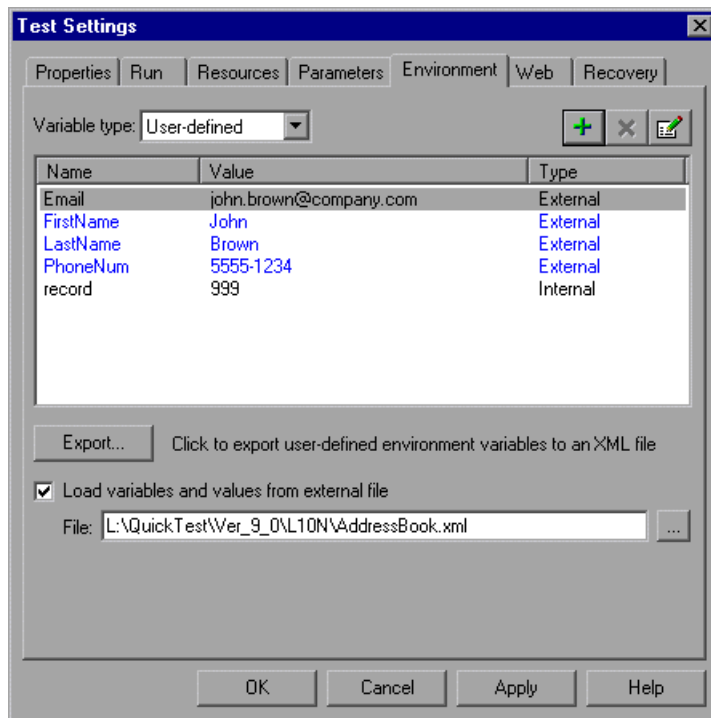 Test Settings
Properties Run Resources Parameters Environment Web Recovery
Variable type: User-defined
Name Value Type
Email john.brown@company.com External
FirstName John External
LastName Brown External
PhoneNum 5555-1234 External
record 999 Internal
Export... Click to export user-defined environment variables to an XML file
Load variables and values from external file
File: L:\QuickTest\Ver_9_0\L10N\AddressBook.xml ...
OK Cancel Apply Help